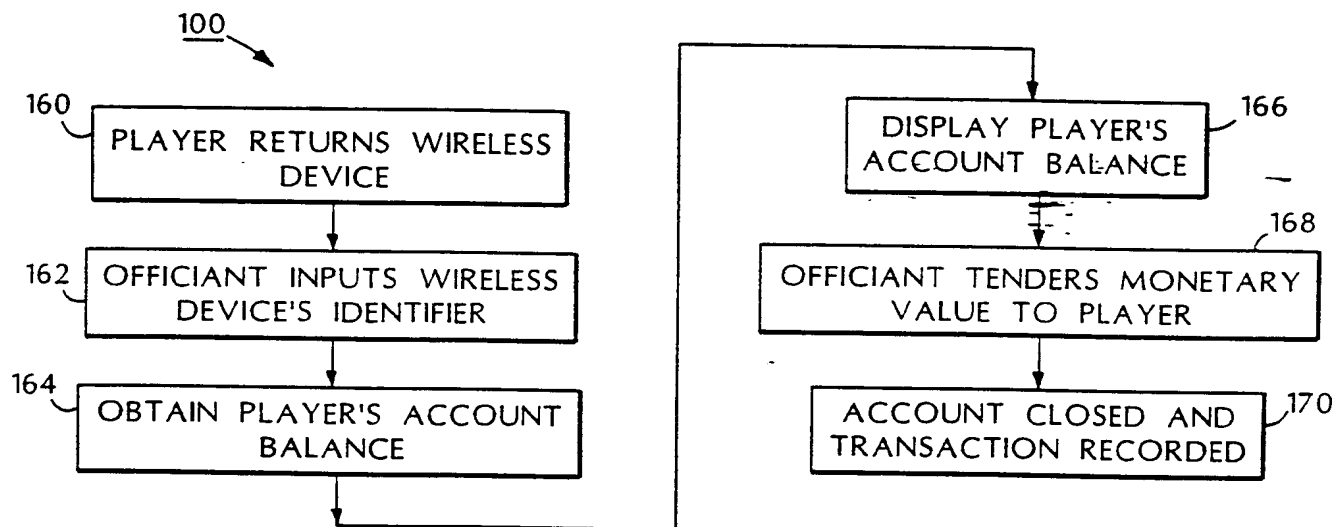 100
160
PLAYER RETURNS WIRELESS
DEVICE
162
OFFICIANT INPUTS WIRELESS
DEVICE'S IDENTIFIER
164
OBTAIN PLAYER'S ACCOUNT
BALANCE
166
DISPLAY PLAYER'S
ACCOUNT BALANCE
168
OFFICIANT TENDERS MONETARY
VALUE TO PLAYER
170
ACCOUNT CLOSED AND
TRANSACTION RECORDED